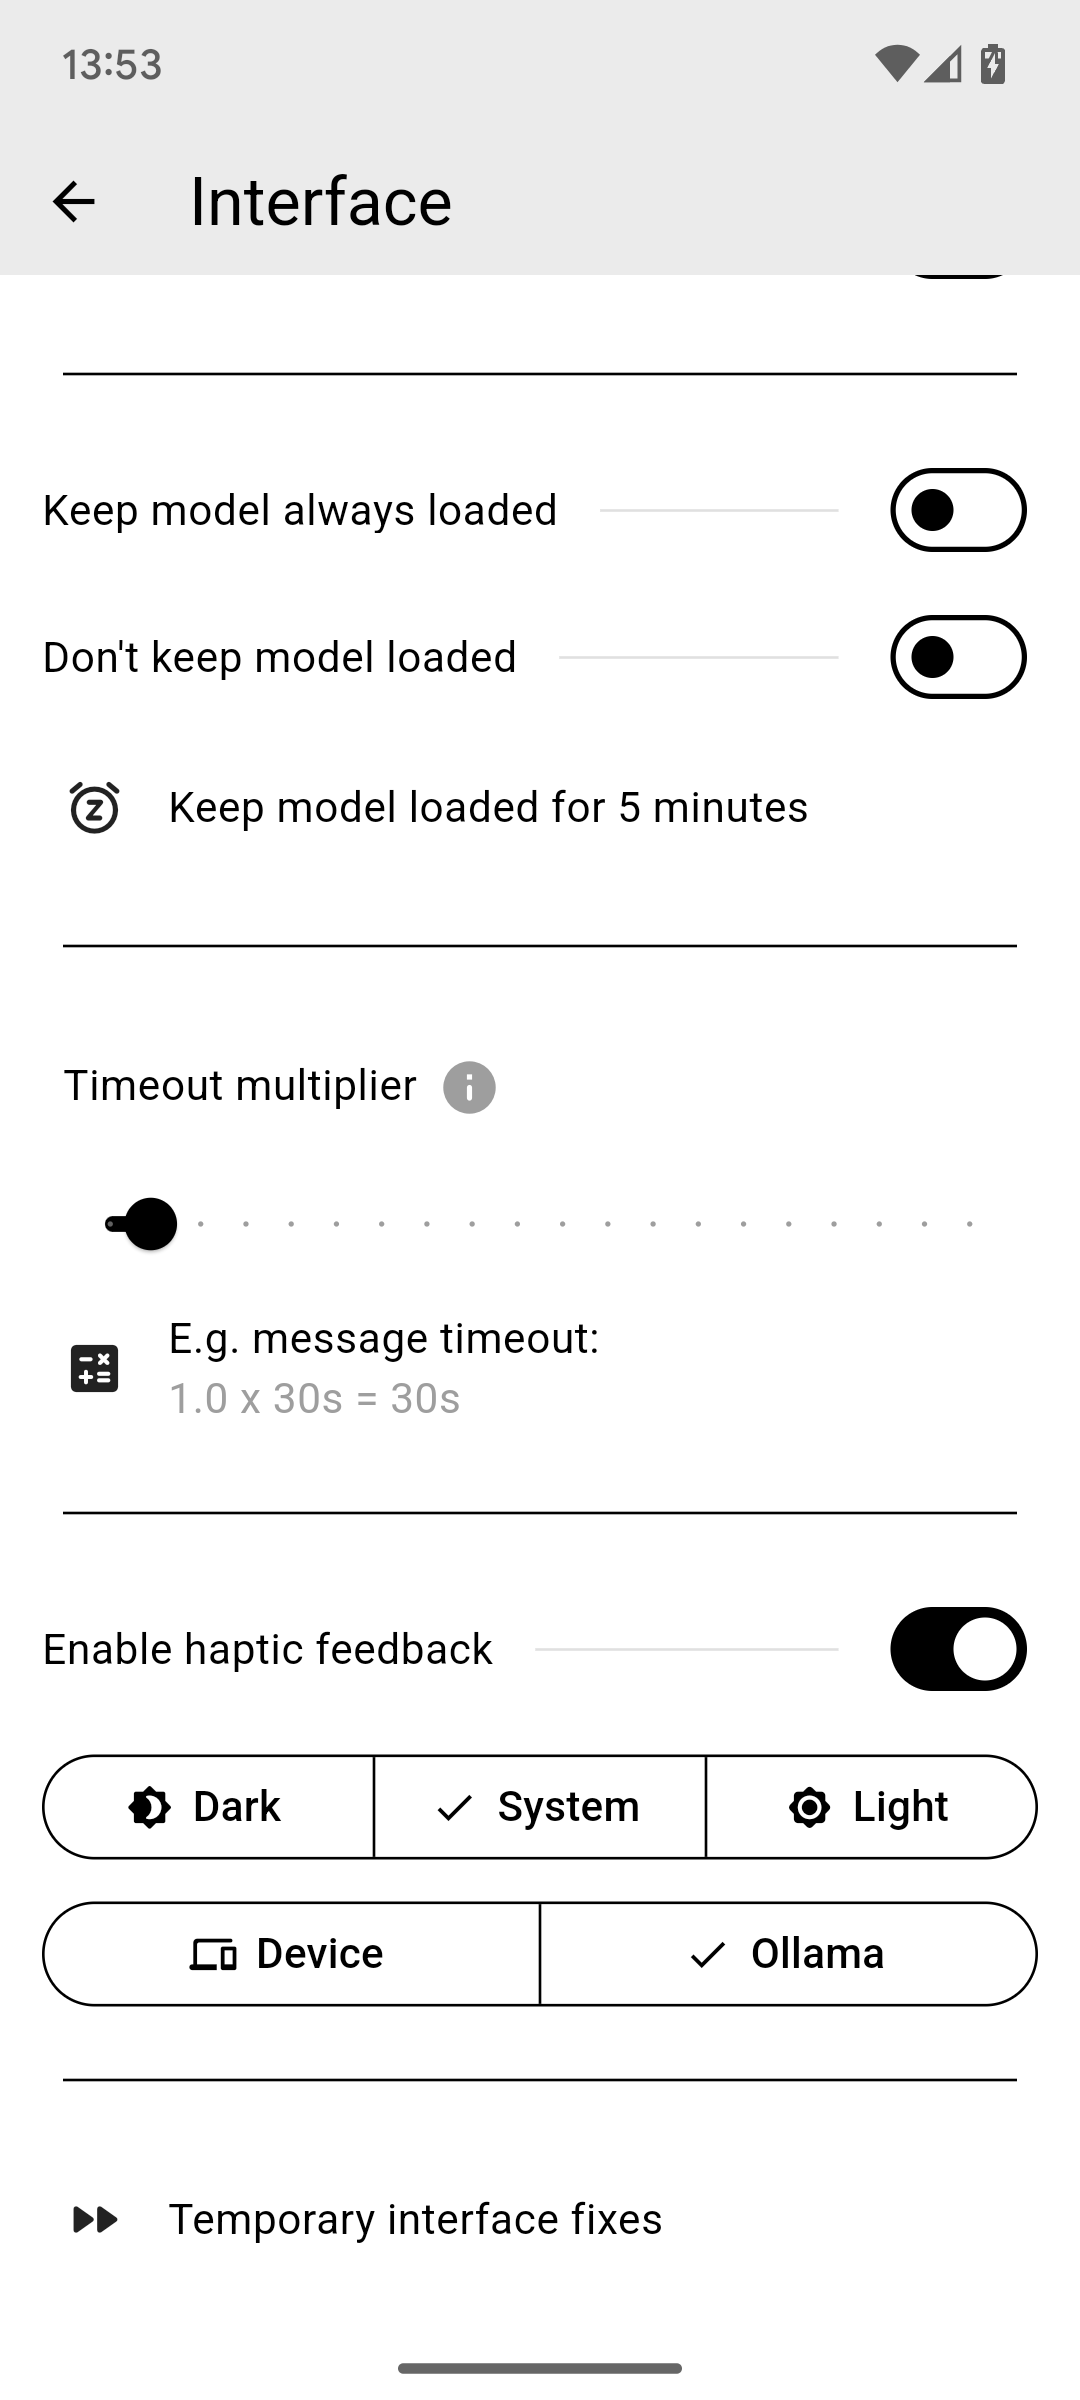 13:53
Interface
Keep model always loaded
Don't keep model loaded
Keep model loaded for 5 minutes
Timeout multiplier
E.g. message timeout:
1.0 x 30s = 30s
Enable haptic feedback
Dark System Light
Device Ollama
Temporary interface fixes